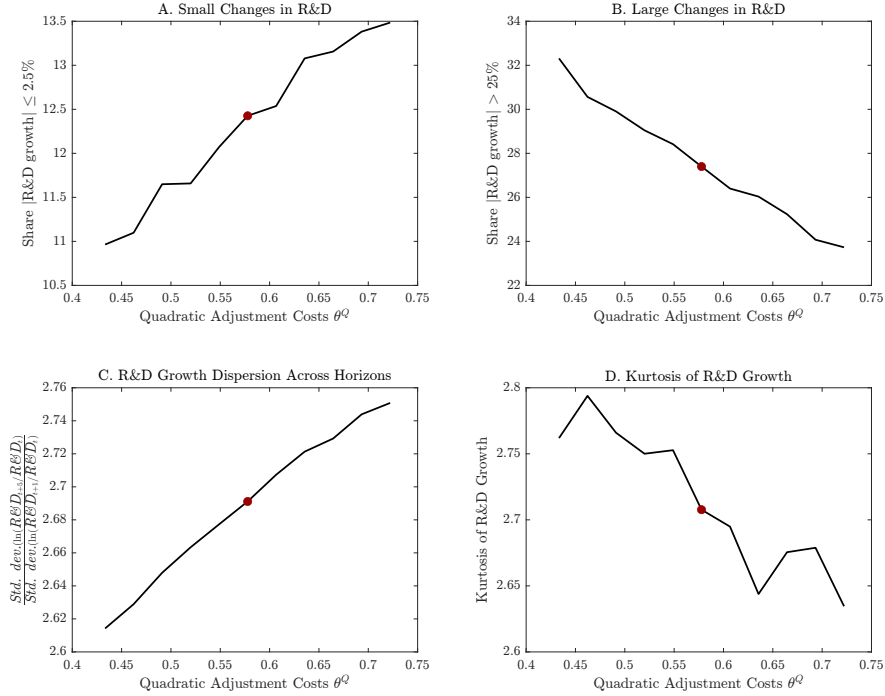 A. Small Changes in R&D
Share |R&D growth| ≤ 2.5%
13.5
13
12.5
12
11.5
11
10.5
0.4 0.45 0.5 0.55 0.6 0.65 0.7 0.75
Quadratic Adjustment Costs θ^Q
B. Large Changes in R&D
Share |R&D growth| > 25%
34
32
30
28
26
24
22
0.4 0.45 0.5 0.55 0.6 0.65 0.7 0.75
Quadratic Adjustment Costs θ^Q
C. R&D Growth Dispersion Across Horizons
Std. dev.(ln(R&D_{t+5}/R&D_t)
Std. dev.(ln(R&D_{t+1}/R&D_t)
2.76
2.74
2.72
2.7
2.68
2.66
2.64
2.62
2.6
0.4 0.45 0.5 0.55 0.6 0.65 0.7 0.75
Quadratic Adjustment Costs θ^Q
D. Kurtosis of R&D Growth
Kurtosis of R&D Growth
2.8
2.75
2.7
2.65
2.6
0.4 0.45 0.5 0.55 0.6 0.65 0.7 0.75
Quadratic Adjustment Costs θ^Q